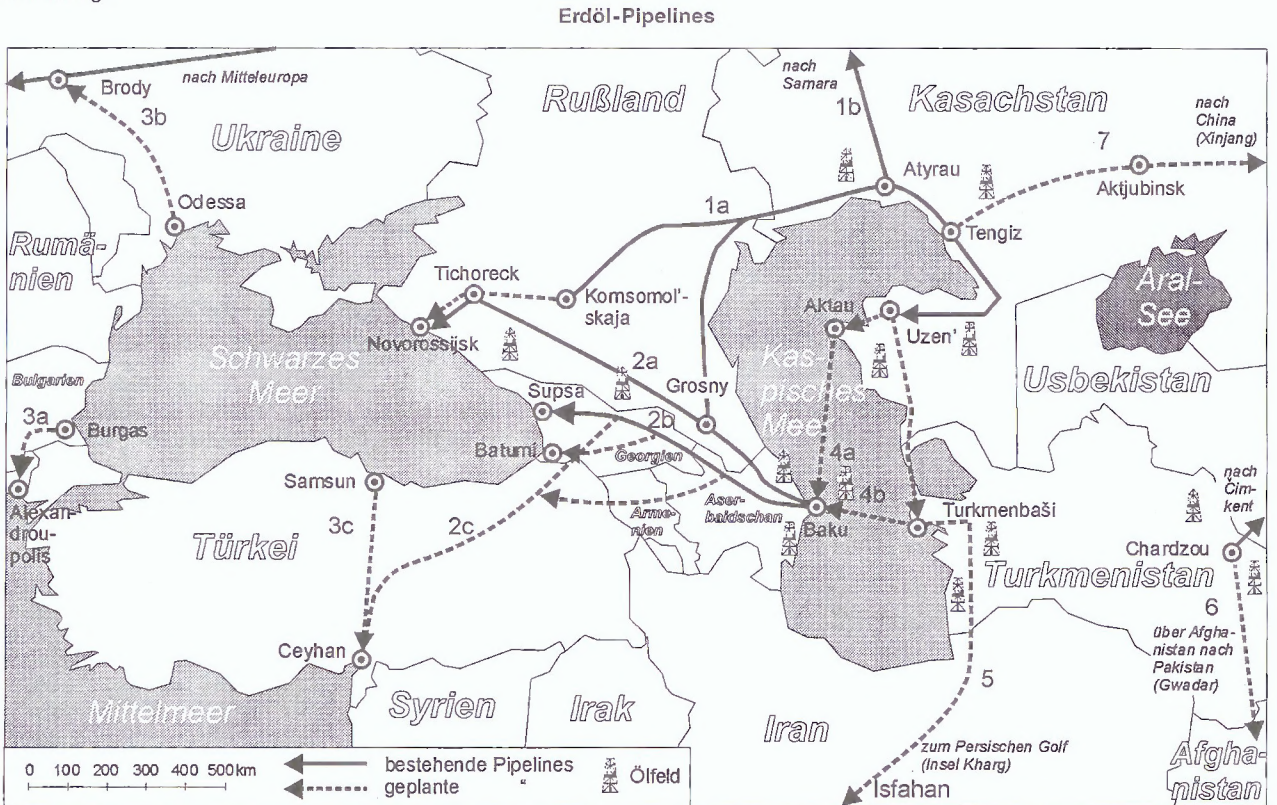 Erdöl-Pipelines
nach Mitteleuropa
Brody
3b
Ukraine
Rußland
nach
Samara
1b
Kasachstan
nach
China
(Xinjang)
7
Atyrau
Aktjubinsk
Odessa
1a
Tengiz
Rumä-
nien
Tichoreck
Komsomol'-
skaja
Aktau
Uzen'
Aral-
See
Novorossijsk
Schwarzes
Meer
2a
Kas-
pisches
Meer
Usbekistan
Bulgarien
3a
Burgas
Supsa
Grosny
2b
Batumi
Georgien
4a
Samsun
Alexan-
drou-
polis
3c
2c
Arme-
nien
Aser-
baidschan
Baku
4b
Turkmenbaši
nach
Čim-
kent
Türkei
Chardzou
Turkmenistan
6
über Afgha-
nistan nach
Pakistan
(Gwadar)
Ceyhan
5
Mittelmeer
Syrien
Irak
Iran
zum Persischen Golf
(Insel Kharg)
Isfahan
Afgha-
nistan
0 100 200 300 400 500km
bestehende Pipelines
geplante “
Ölfeld